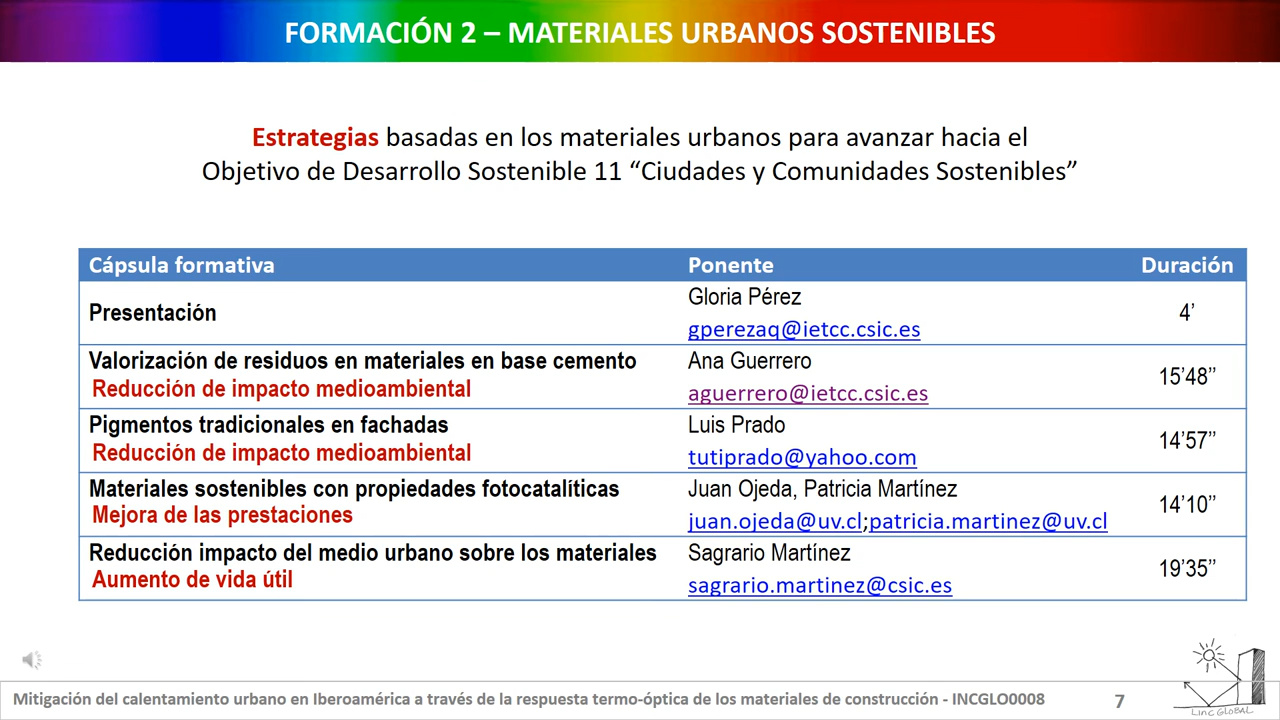 FORMACIÓN 2 – MATERIALES URBANOS SOSTENIBLES
Estrategias basadas en los materiales urbanos para avanzar hacia el
Objetivo de Desarrollo Sostenible 11 “Ciudades y Comunidades Sostenibles”
Cápsula formativa Ponente Duración
Presentación
Gloria Pérez
gperezaq@ietcc.csic.es
4’
Valorización de residuos en materiales en base cemento
Reducción de impacto medioambiental
Ana Guerrero
aguerrero@ietcc.csic.es
15’48’’
Pigmentos tradicionales en fachadas
Reducción de impacto medioambiental
Luis Prado
tutiprado@yahoo.com
14’57’’
Materiales sostenibles con propiedades fotocatalíticas
Mejora de las prestaciones
Juan Ojeda, Patricia Martínez
juan.ojeda@uv.cl;patricia.martinez@uv.cl
14’10’’
Reducción impacto del medio urbano sobre los materiales
Aumento de vida útil
Sagrario Martínez
sagrario.martinez@csic.es
19’35’’
Mitigación del calentamiento urbano en Iberoamérica a través de la respuesta termo-óptica de los materiales de construcción - INCGLO0008
7
LINC GLOBAL